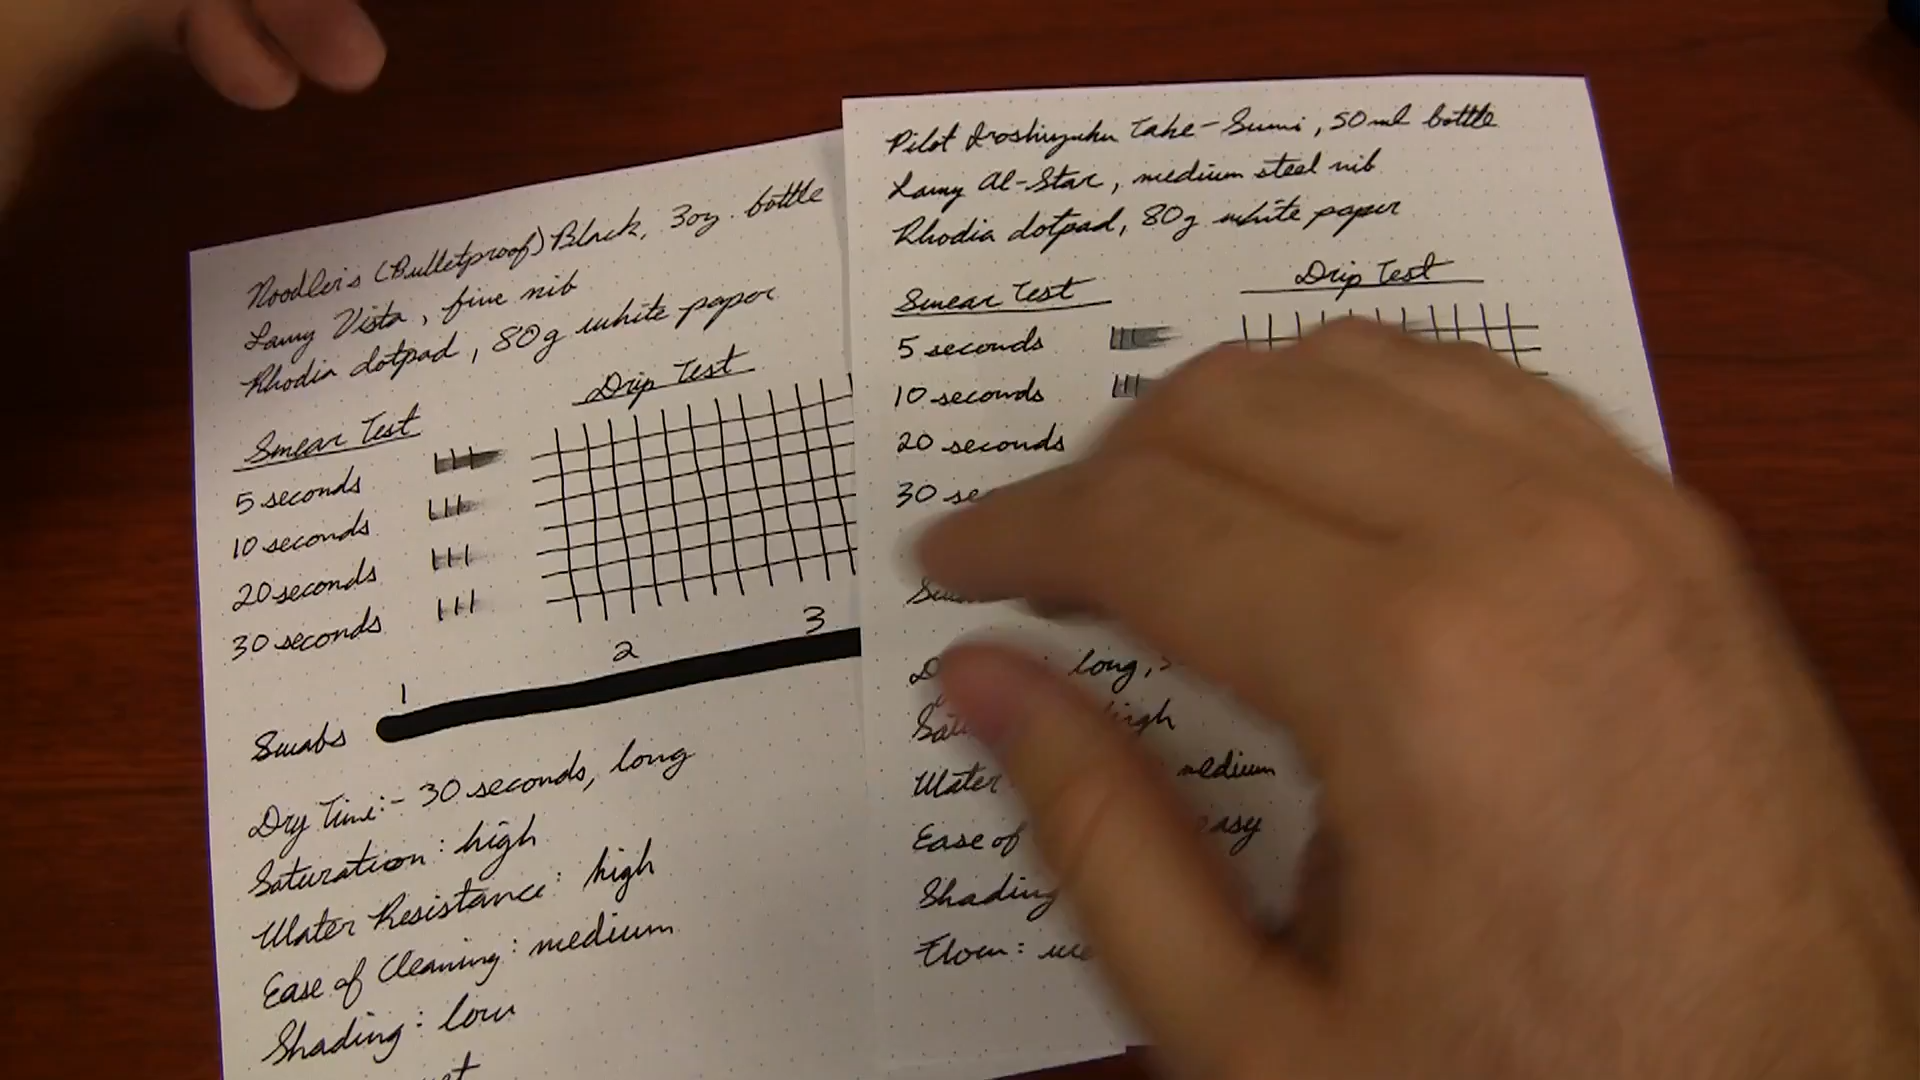 Noodler's (Bulletproof) Black, 3oz. bottle
Lamy Vista, fine nib
Rhodia dotpad, 80g white paper
Smear Test
Drip Test
5 seconds
10 seconds
20 seconds
30 seconds
1
2
3
Swabs
Dry Time:- 30 seconds, long
Saturation: high
Water Resistance: high
Ease of Cleaning: medium
Shading: low
Pilot Iroshizuku Take-Sumi, 50ml bottle
Lamy Al-Star, medium steel nib
Rhodia dotpad, 80g white paper
Smear Test
Drip Test
5 seconds
10 seconds
20 seconds
30
long,
high
Water medium
Ease of easy
Shading
Flow: